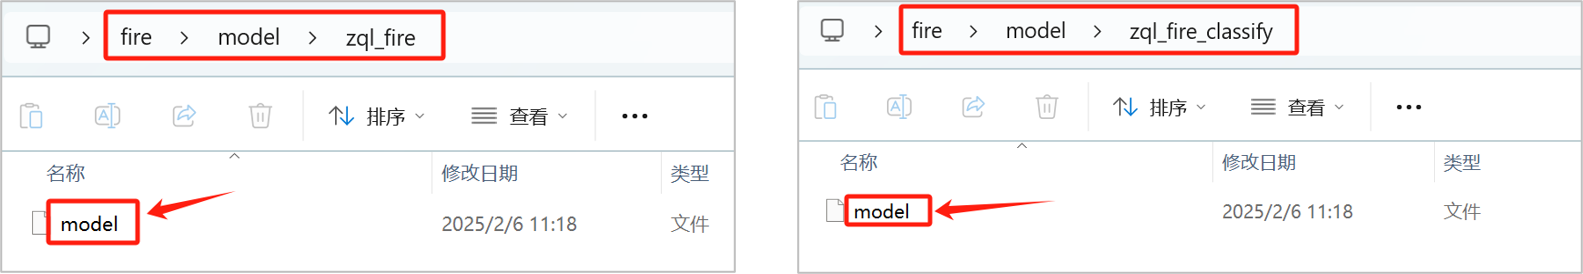 fire > model > zql_fire
排序 查看 ...
名称 修改日期 类型
model 2025/2/6 11:18 文件
fire > model > zql_fire_classify
排序 查看 ...
名称 修改日期 类型
model 2025/2/6 11:18 文件